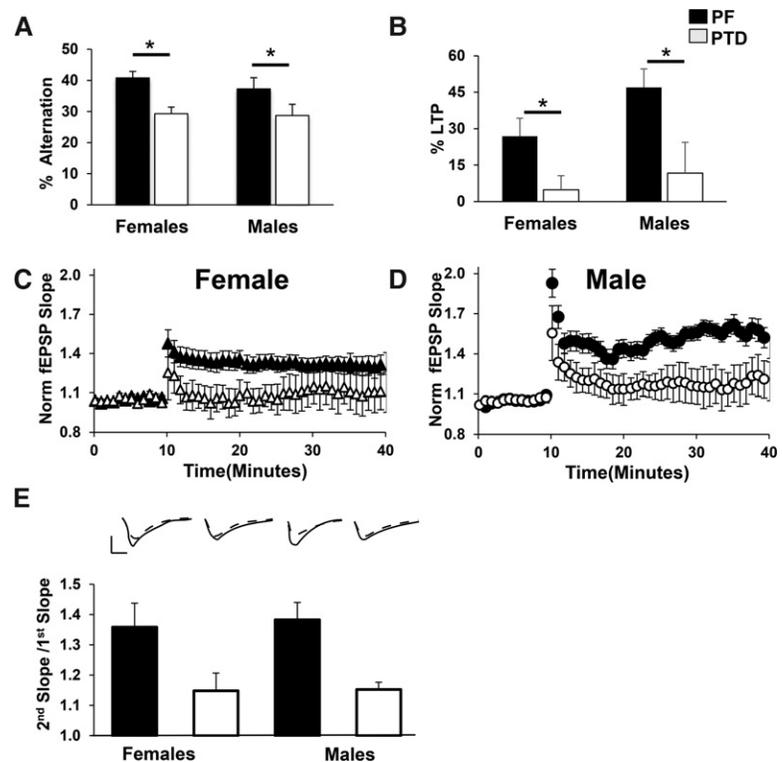 A
B
PF
PTD
% Alternation
50
40
30
20
10
0
*
*
Females
Males
% LTP
60
45
30
15
0
*
*
Females
Males
C
Female
Norm fEPSP Slope
2.0
1.7
1.4
1.1
0.8
0
10
20
30
40
Time(Minutes)
D
Male
Norm fEPSP Slope
2.0
1.7
1.4
1.1
0.8
0
10
20
30
40
Time(Minutes)
E
2nd Slope /1st Slope
1.5
1.4
1.3
1.2
1.1
1.0
Females
Males